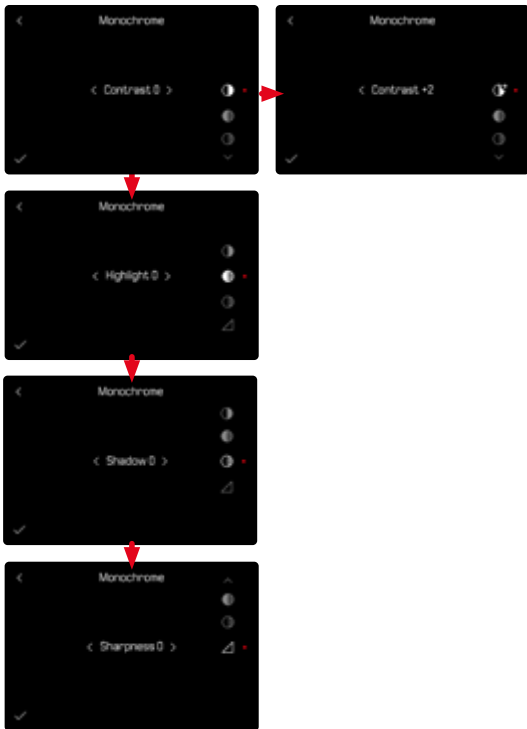 Monochrome
< Contrast 0 >
Monochrome
< Contrast +2
Monochrome
< Highlight 0 >
Monochrome
< Shadow 0 >
Monochrome
< Sharpness 0 >